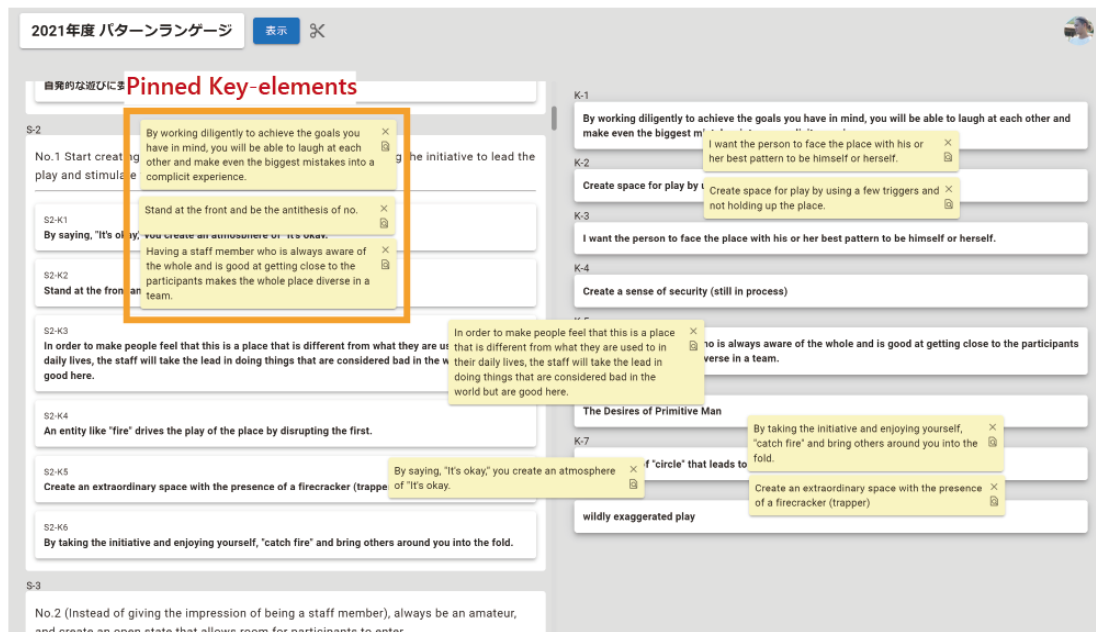 2021年度 パターンランゲージ
表示
自発的な遊びに
Pinned Key-elements
S-2
No.1 Start creating
the initiative to lead the
play and stimulate
By working diligently to achieve the goals you
have in mind, you will be able to laugh at each
other and make even the biggest mistakes into a
complicit experience.
Stand at the front and be the antithesis of no.
Having a staff member who is always aware of
the whole and is good at getting close to the
participants makes the whole place diverse in a
team.
S2-K1
By saying, "It's okay," you create an atmosphere of "It's okay.
S2-K2
Stand at the front an
S2-K3
In order to make people feel that this is a place that is different from what they are us
daily lives, the staff will take the lead in doing things that are considered bad in the w
good here.
S2-K4
An entity like "fire" drives the play of the place by disrupting the first.
S2-K5
Create an extraordinary space with the presence of a firecracker (trappe
S2-K6
By taking the initiative and enjoying yourself, "catch fire" and bring others around you into the fold.
S-3
No.2 (Instead of giving the impression of being a staff member), always be an amateur,
and create an open state that allows room for participants to enter.
In order to make people feel that this is a place
that is different from what they are used to in
their daily lives, the staff will take the lead in
doing things that are considered bad in the
world but are good here.
By saying, "It's okay," you create an atmosphere
of "It's okay.
K-1
By working diligently to achieve the goals you have in mind, you will be able to laugh at each other and
make even the biggest
I want the person to face the place with his or
her best pattern to be himself or herself.
K-2
Create space for play by u
Create space for play by using a few triggers and
not holding up the place.
K-3
I want the person to face the place with his or her best pattern to be himself or herself.
K-4
Create a sense of security (still in process)
K-5
ho is always aware of the whole and is good at getting close to the participants
verse in a team.
The Desires of Primitive Man
K-7
of "circle" that leads to
By taking the initiative and enjoying yourself,
"catch fire" and bring others around you into the
fold.
Create an extraordinary space with the presence
of a firecracker (trapper)
wildly exaggerated play